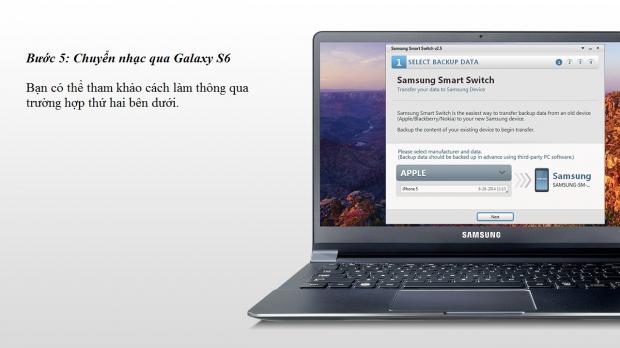 Bước 5: Chuyển nhạc qua Galaxy S6
Bạn có thể tham khảo cách làm thông qua
trường hợp thứ hai bên dưới.
Samsung Smart Switch v2.5
1 SELECT BACKUP DATA
Samsung Smart Switch
Transfer your data to Samsung Device
Samsung Smart Switch is the easiest way to transfer backup data from an old device
(Apple/Blackberry/Nokia) to your new Samsung device.
Backup the content of your existing device to begin transfer.
Please select manufacturer and data.
(Backup data should be backed up in advance using third-party PC software.)
APPLE
iPhone 5
Samsung
SAMSUNG-SM-...
Next
SAMSUNG